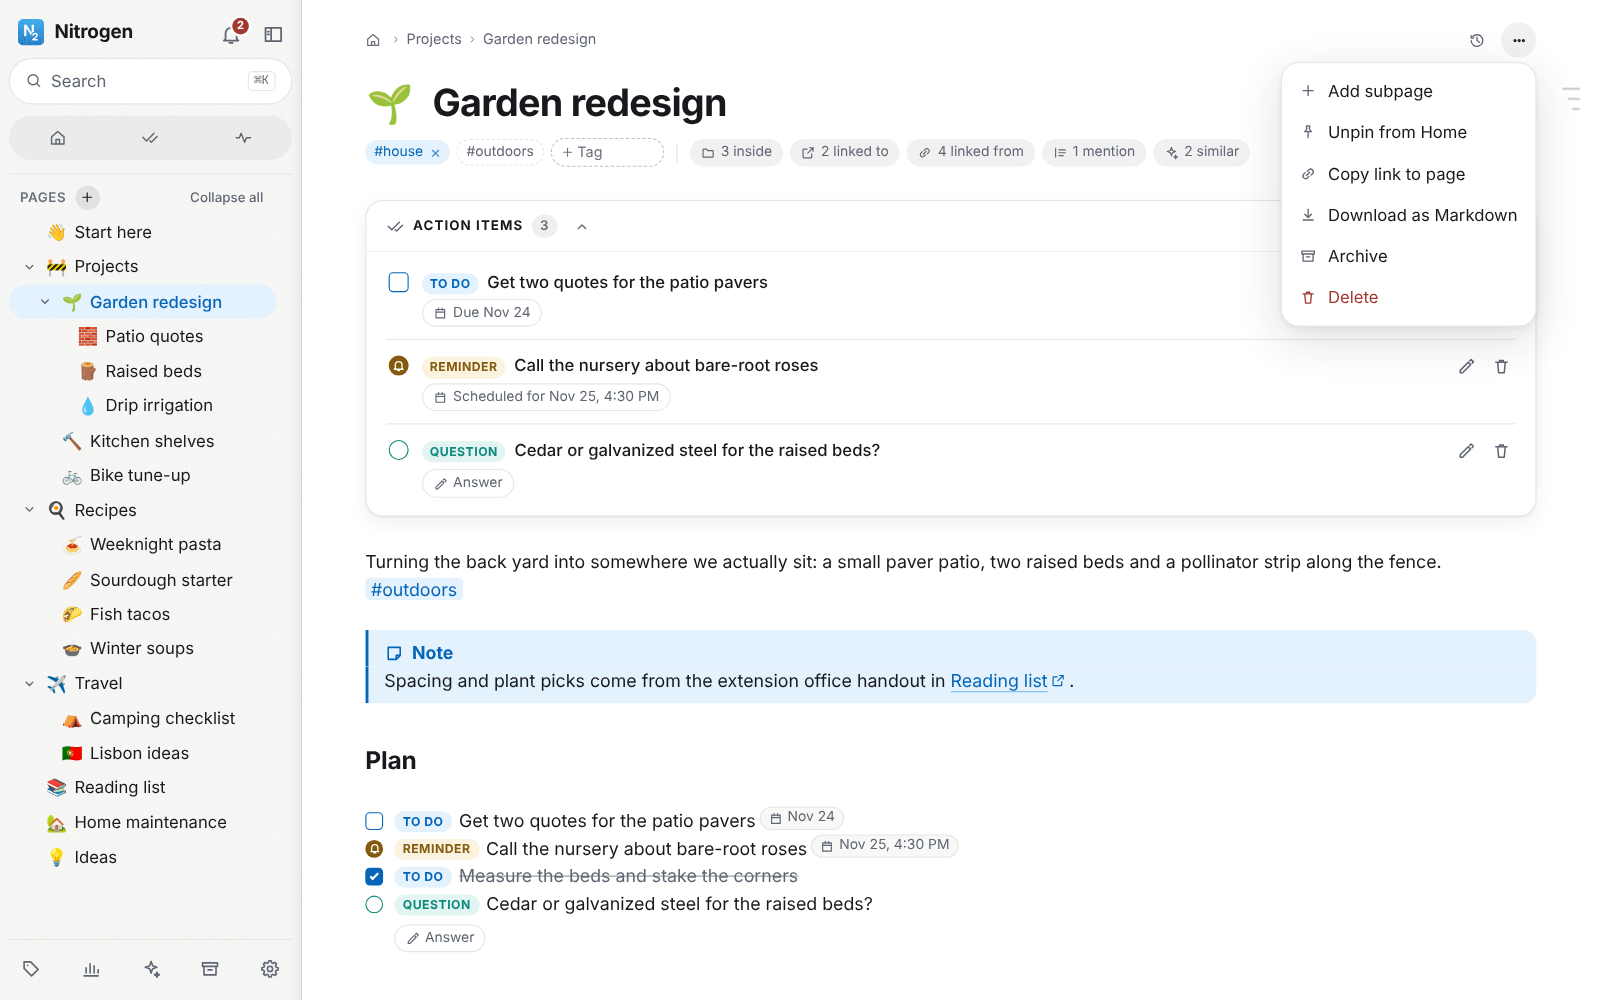 N2 Nitrogen 2
Search ⌘K
PAGES + Collapse all
Start here
Projects
Garden redesign
Patio quotes
Raised beds
Drip irrigation
Kitchen shelves
Bike tune-up
Recipes
Weeknight pasta
Sourdough starter
Fish tacos
Winter soups
Travel
Camping checklist
Lisbon ideas
Reading list
Home maintenance
Ideas
Projects Garden redesign
Garden redesign
#house × #outdoors + Tag 3 inside 2 linked to 4 linked from 1 mention 2 similar
Add subpage
Unpin from Home
Copy link to page
Download as Markdown
Archive
Delete
ACTION ITEMS 3
TO DO Get two quotes for the patio pavers
Due Nov 24
REMINDER Call the nursery about bare-root roses
Scheduled for Nov 25, 4:30 PM
QUESTION Cedar or galvanized steel for the raised beds?
Answer
Turning the back yard into somewhere we actually sit: a small paver patio, two raised beds and a pollinator strip along the fence.
#outdoors
Note
Spacing and plant picks come from the extension office handout in Reading list .
Plan
TO DO Get two quotes for the patio pavers Nov 24
REMINDER Call the nursery about bare-root roses Nov 25, 4:30 PM
TO DO Measure the beds and stake the corners
QUESTION Cedar or galvanized steel for the raised beds?
Answer